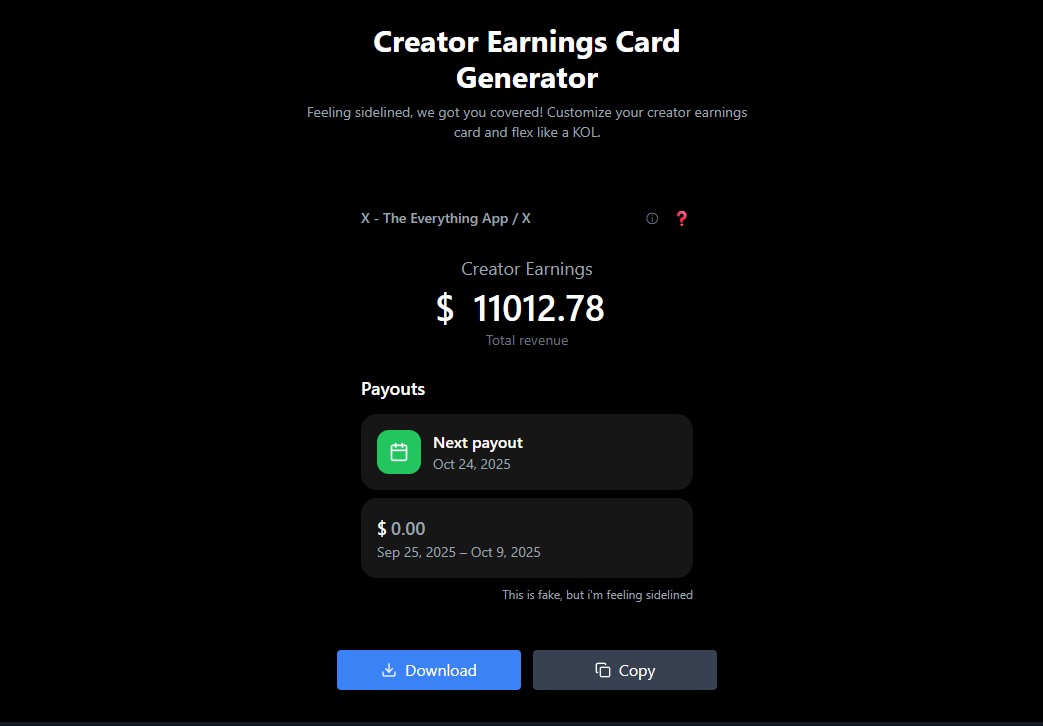 Creator Earnings Card
Generator
Feeling sidelined, we got you covered! Customize your creator earnings
card and flex like a KOL.
X - The Everything App / X
Creator Earnings
$ 11012.78
Total revenue
Payouts
Next payout
Oct 24, 2025
$ 0.00
Sep 25, 2025 – Oct 9, 2025
This is fake, but i'm feeling sidelined
Download
Copy